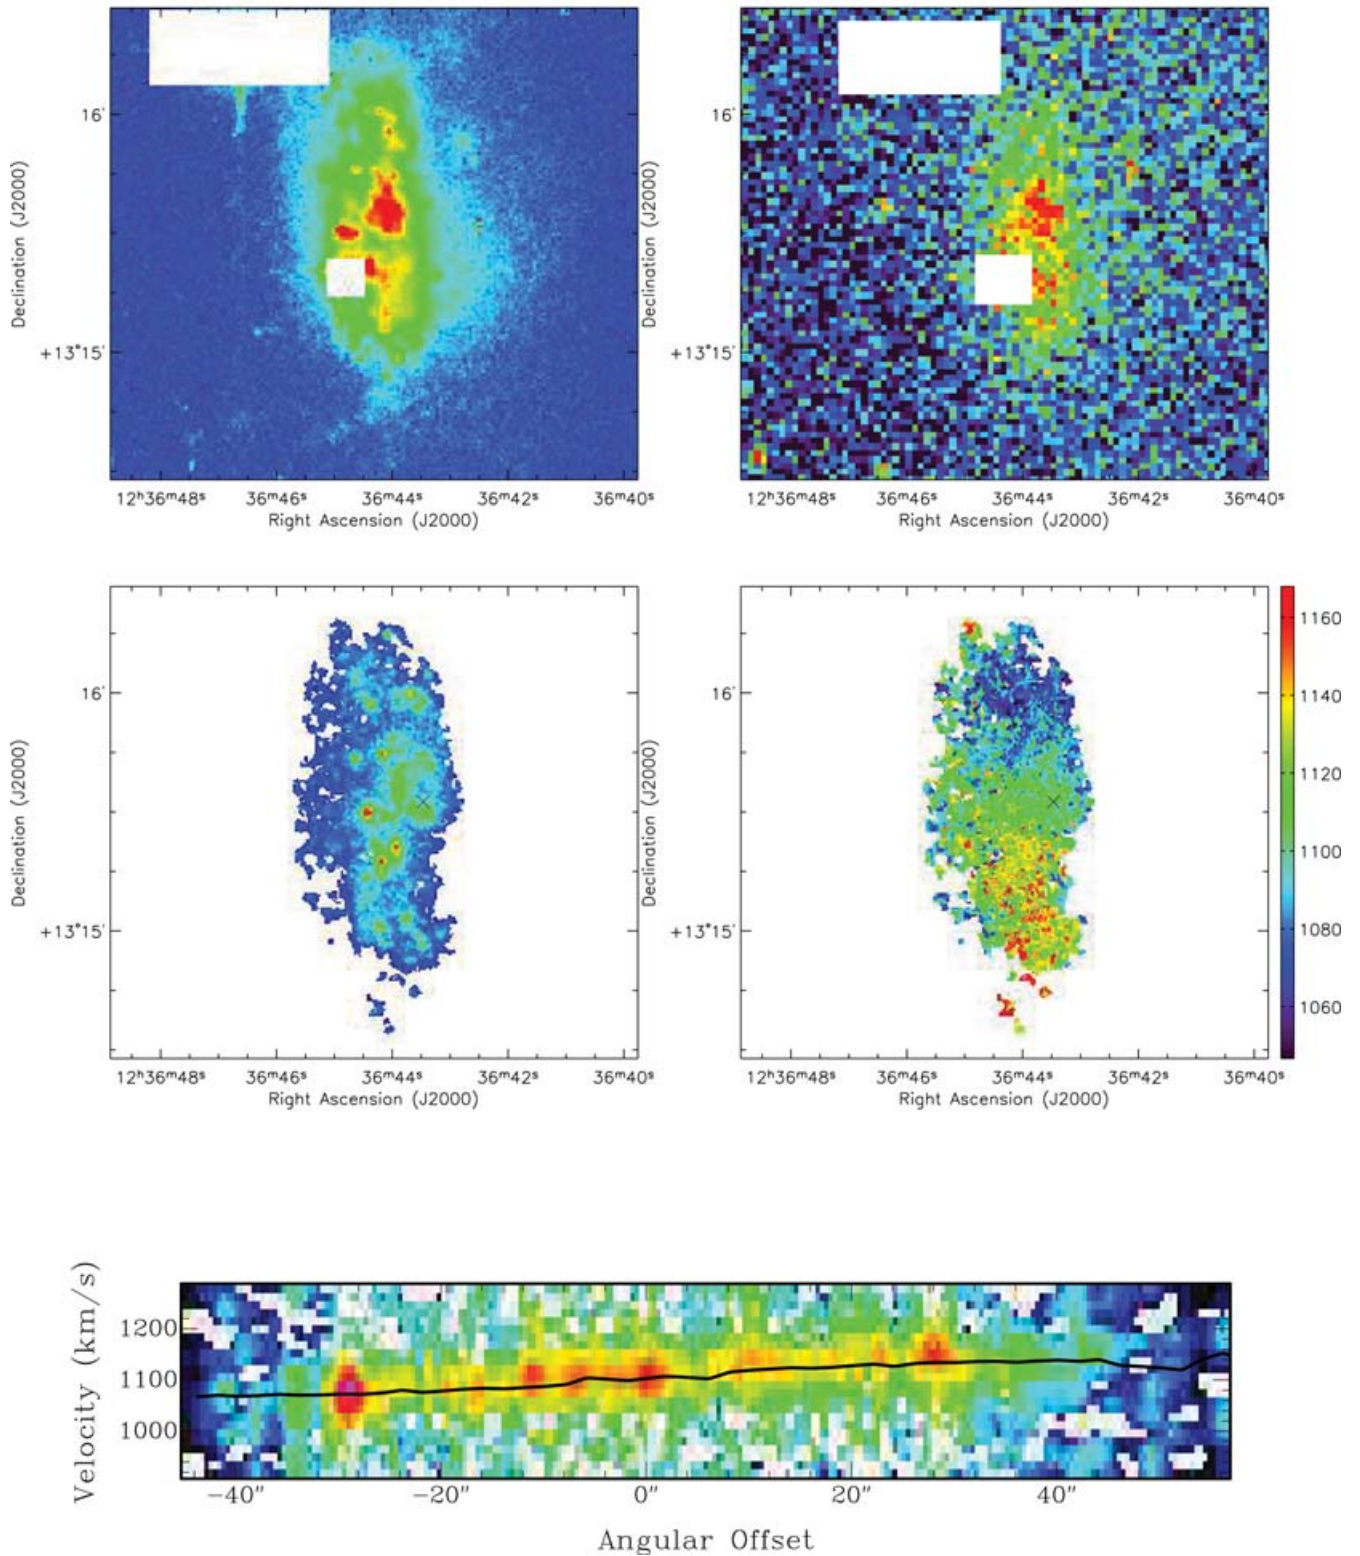 16'
+13°15'
Declination (J2000)
12ʰ36ᵐ48ˢ 36ᵐ46ˢ 36ᵐ44ˢ 36ᵐ42ˢ 36ᵐ40ˢ
Right Ascension (J2000)
16'
+13°15'
Declination (J2000)
12ʰ36ᵐ48ˢ 36ᵐ46ˢ 36ᵐ44ˢ 36ᵐ42ˢ 36ᵐ40ˢ
Right Ascension (J2000)
16'
+13°15'
Declination (J2000)
12ʰ36ᵐ48ˢ 36ᵐ46ˢ 36ᵐ44ˢ 36ᵐ42ˢ 36ᵐ40ˢ
Right Ascension (J2000)
16'
+13°15'
Declination (J2000)
12ʰ36ᵐ48ˢ 36ᵐ46ˢ 36ᵐ44ˢ 36ᵐ42ˢ 36ᵐ40ˢ
Right Ascension (J2000)
1160
1140
1120
1100
1080
1060
Velocity (km/s)
1200
1100
1000
−40" −20" 0" 20" 40"
Angular Offset